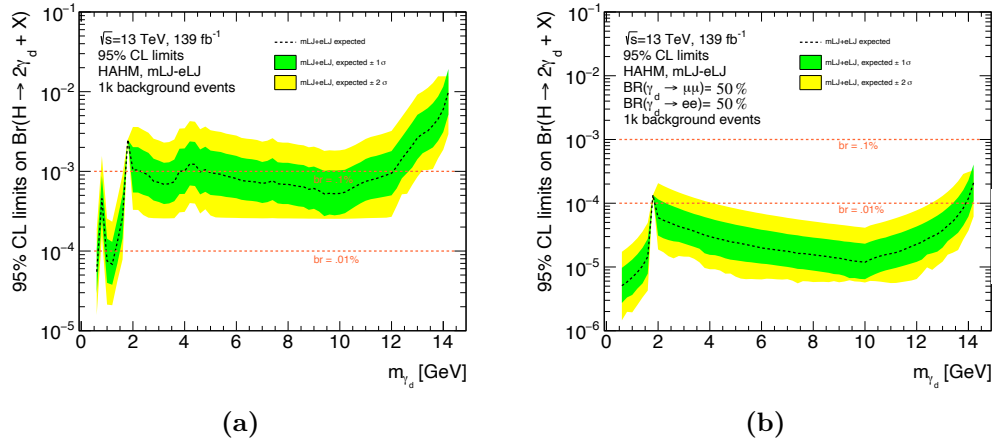 95% CL limits on Br(H → 2γd + X)
10⁻¹
10⁻²
10⁻³
10⁻⁴
10⁻⁵
√s=13 TeV, 139 fb⁻¹
95% CL limits
HAHM, mLJ-eLJ
1k background events
mLJ+eLJ expected
mLJ+eLJ, expected ± 1σ
mLJ+eLJ, expected ± 2σ
br = .1%
br = .01%
0 2 4 6 8 10 12 14
mγd [GeV]
(a)
95% CL limits on Br(H → 2γd + X)
10⁻¹
10⁻²
10⁻³
10⁻⁴
10⁻⁵
10⁻⁶
√s=13 TeV, 139 fb⁻¹
95% CL limits
HAHM, mLJ-eLJ
BR(γd → μμ)= 50 %
BR(γd → ee)= 50 %
1k background events
mLJ+eLJ expected
mLJ+eLJ, expected ± 1σ
mLJ+eLJ, expected ± 2σ
br = .1%
br = .01%
0 2 4 6 8 10 12 14
mγd [GeV]
(b)